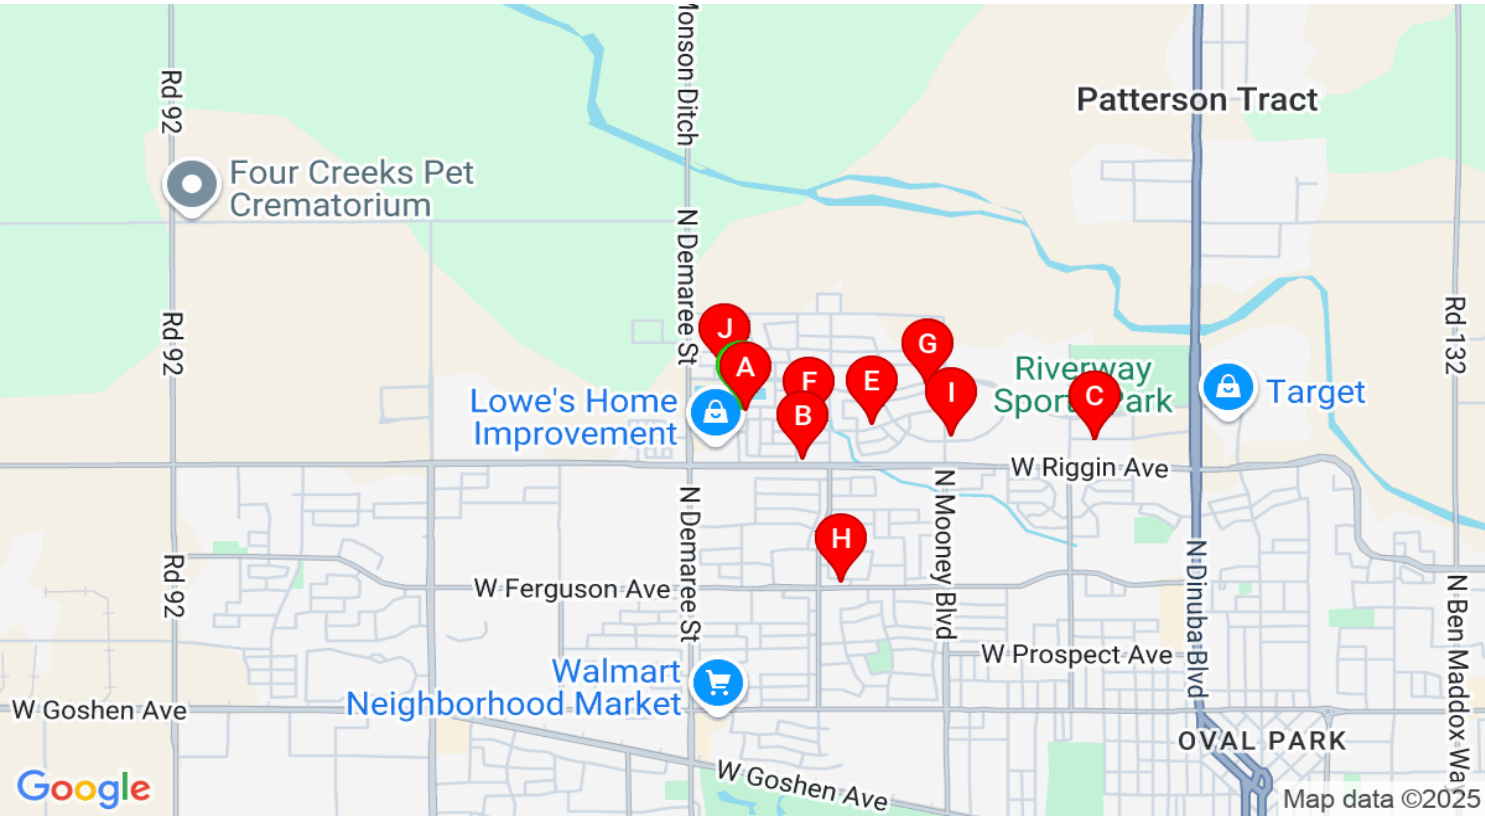 Monson Ditch
Rd 92
Patterson Tract
Four Creeks Pet
Crematorium
N Demaree St
Rd 92
Rd 132
J
G
A
F
E
I
C
B
Riverway
Sports Park
Target
Lowe's Home
Improvement
W Riggin Ave
N Demaree St
N Mooney Blvd
H
Rd 92
W Ferguson Ave
N Dinuba Blvd
N Ben Maddox Way
W Prospect Ave
Walmart
Neighborhood Market
W Goshen Ave
OVAL PARK
W Goshen Ave
Google
Map data ©2025